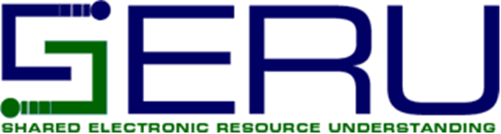 SERU
SHARED ELECTRONIC RESOURCE UNDERSTANDING